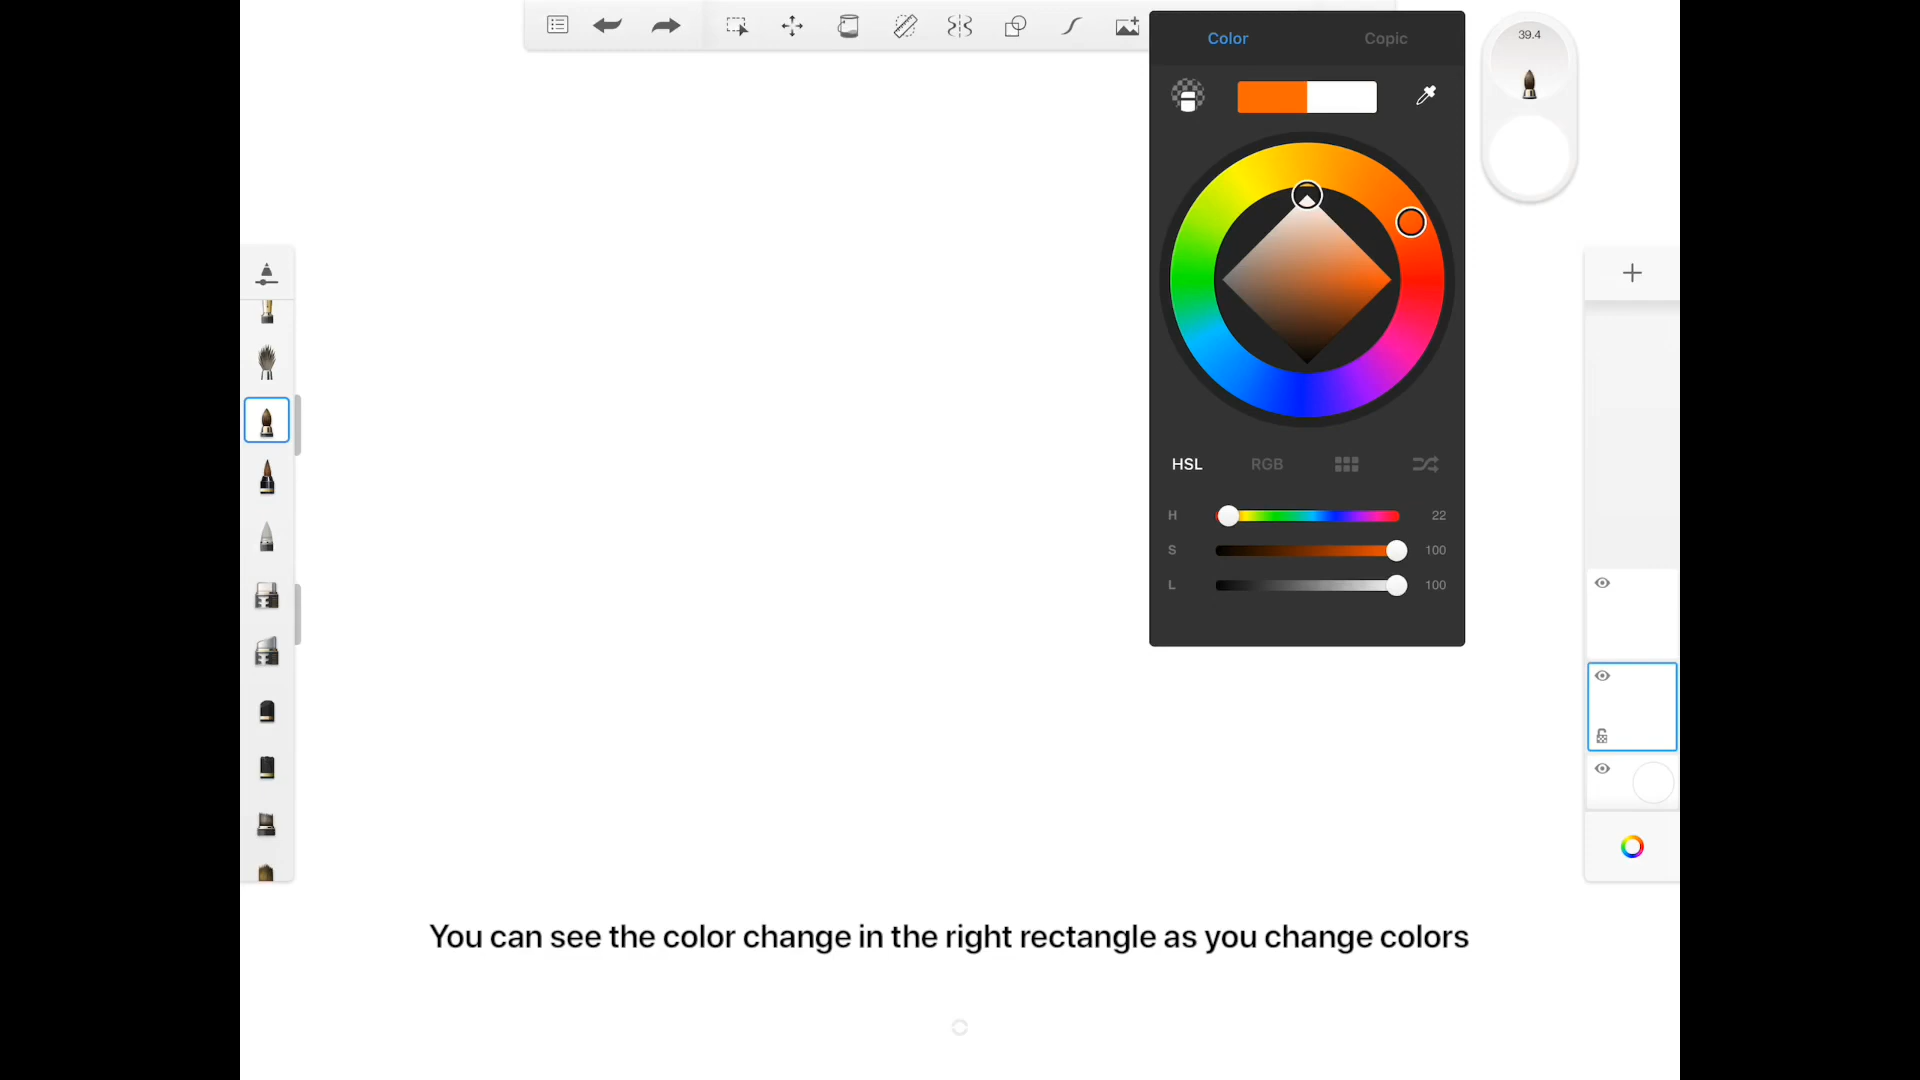 Color
Copic
39.4
HSL
RGB
H
22
S
100
L
100
You can see the color change in the right rectangle as you change colors